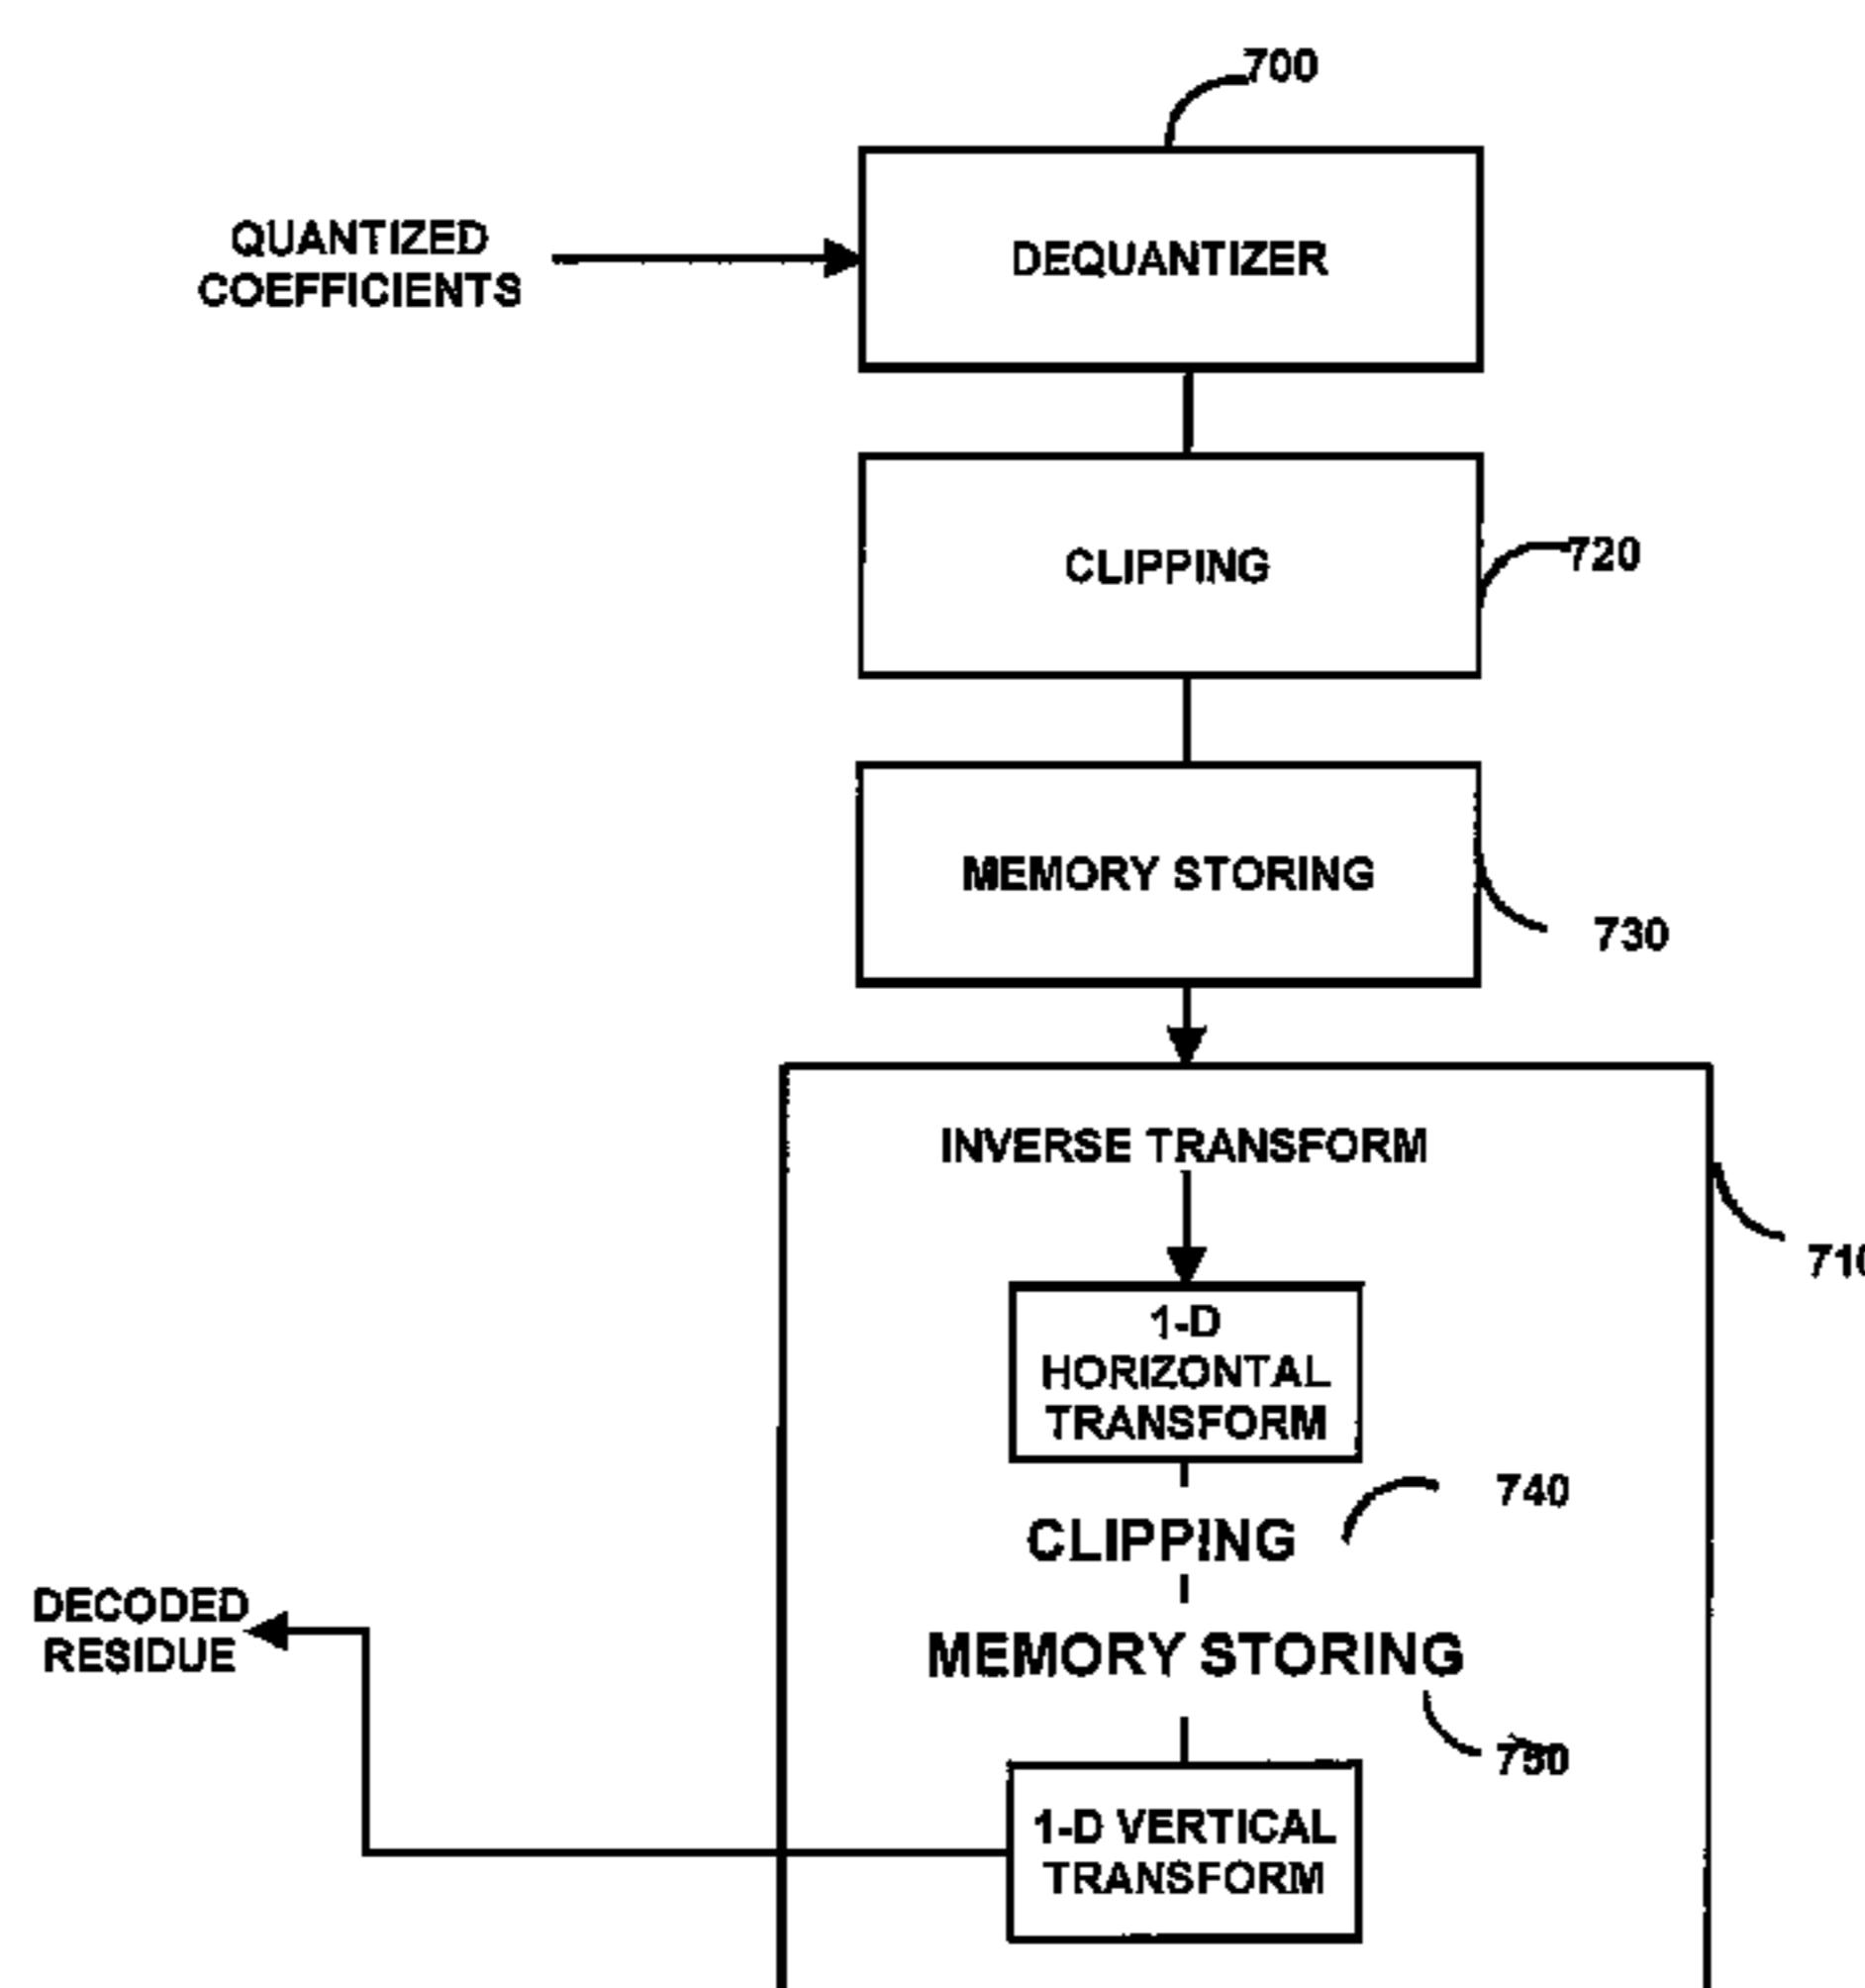 700
QUANTIZED
COEFFICIENTS
DEQUANTIZER
CLIPPING
720
MEMORY STORING
730
INVERSE TRANSFORM
710
1-D
HORIZONTAL
TRANSFORM
740
CLIPPING
DECODED
RESIDUE
MEMORY STORING
750
1-D VERTICAL
TRANSFORM